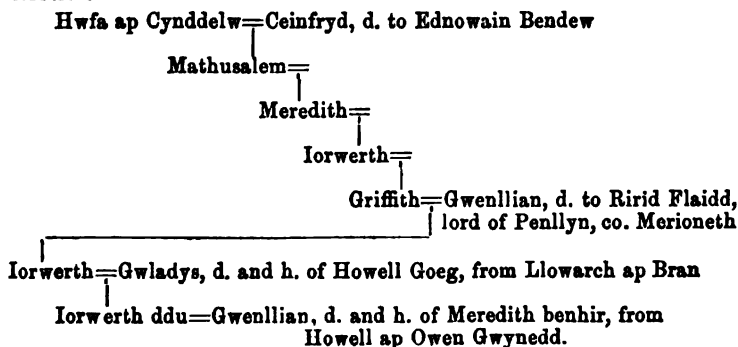 Hwfa ap Cynddelw=Ceinfryd, d. to Ednowain Bendew
Mathusalem=
Meredith=
Iorwerth=
Griffith=Gwenllian, d. to Ririd Flaidd,
lord of Penllyn, co. Merioneth
Iorwerth=Gwladys, d. and h. of Howell Goeg, from Llowarch ap Bran
Iorwerth ddu=Gwenllian, d. and h. of Meredith benhir, from
Howell ap Owen Gwynedd.